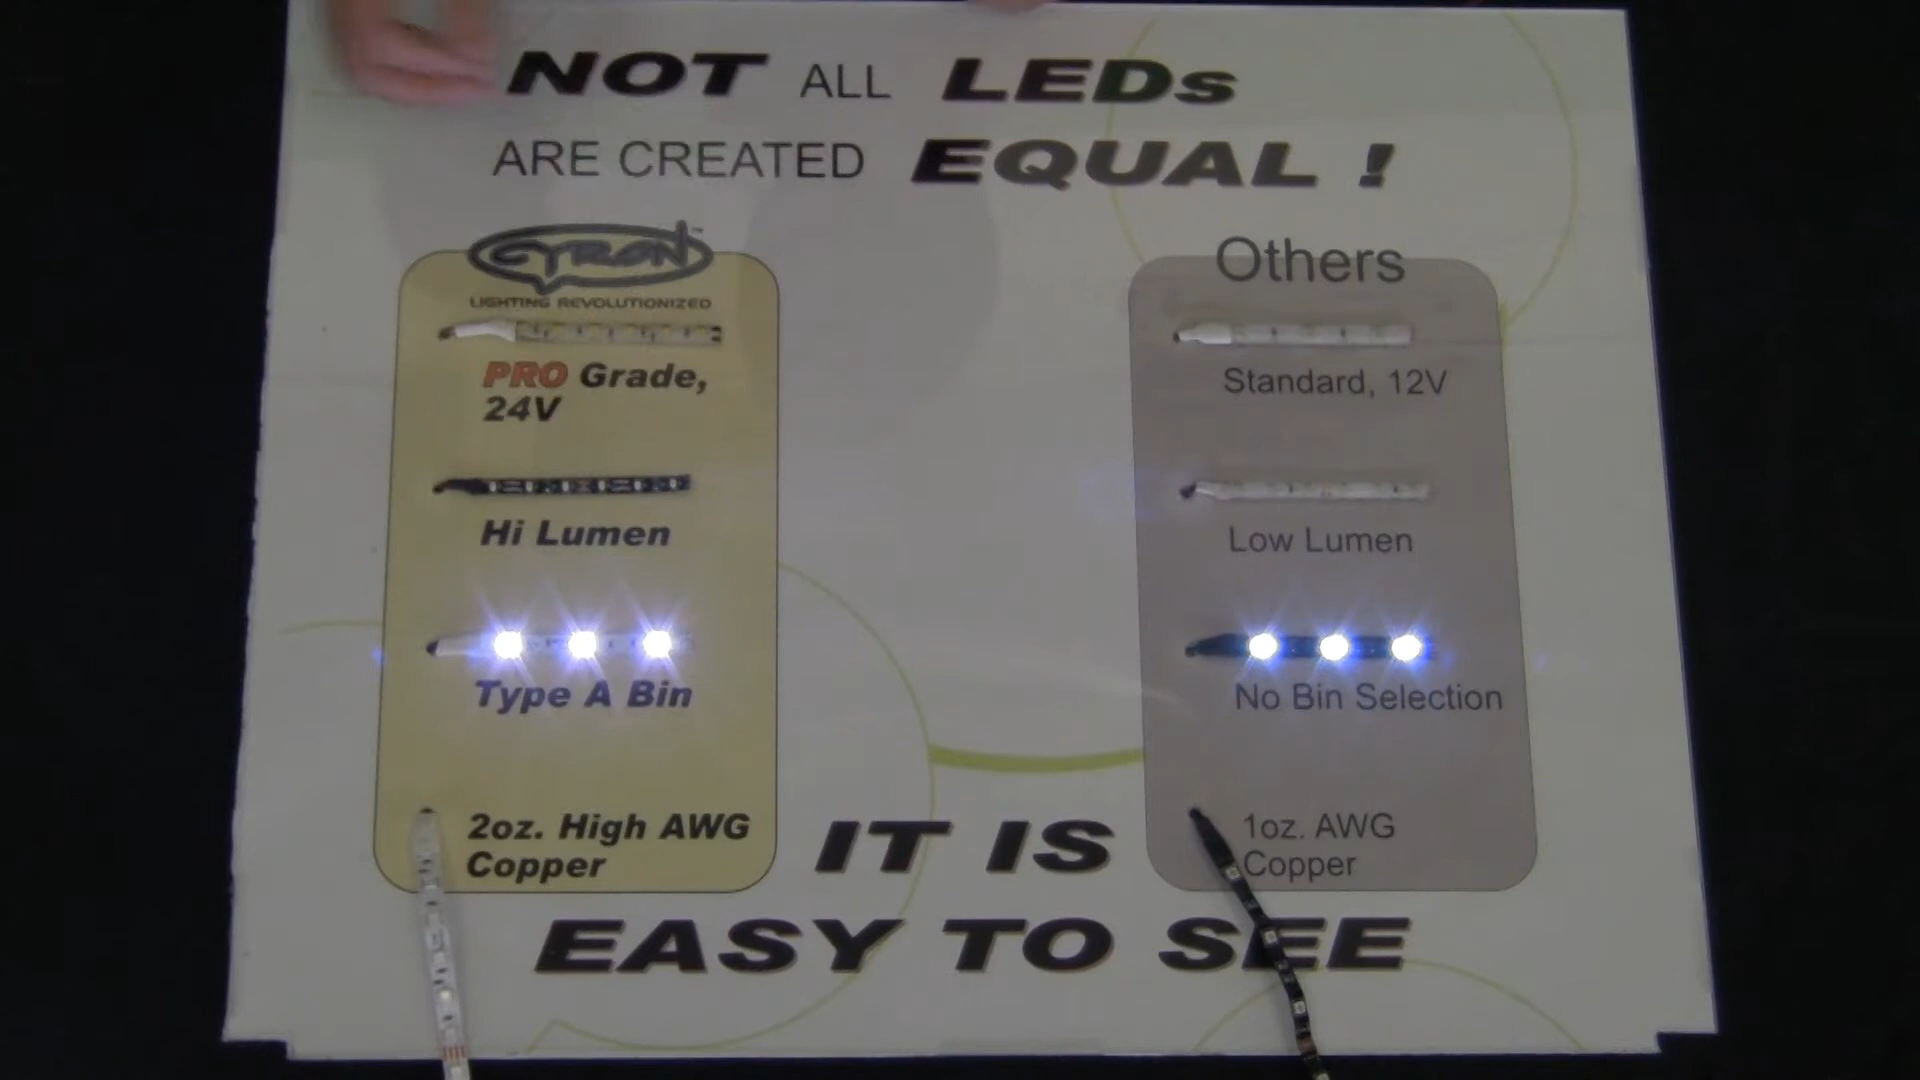 NOT ALL LEDs
ARE CREATED EQUAL !
CYRON™
LIGHTING REVOLUTIONIZED
PRO Grade,
24V
Hi Lumen
Type A Bin
2oz. High AWG
Copper
Others
Standard, 12V
Low Lumen
No Bin Selection
1oz. AWG
Copper
IT IS
EASY TO SEE